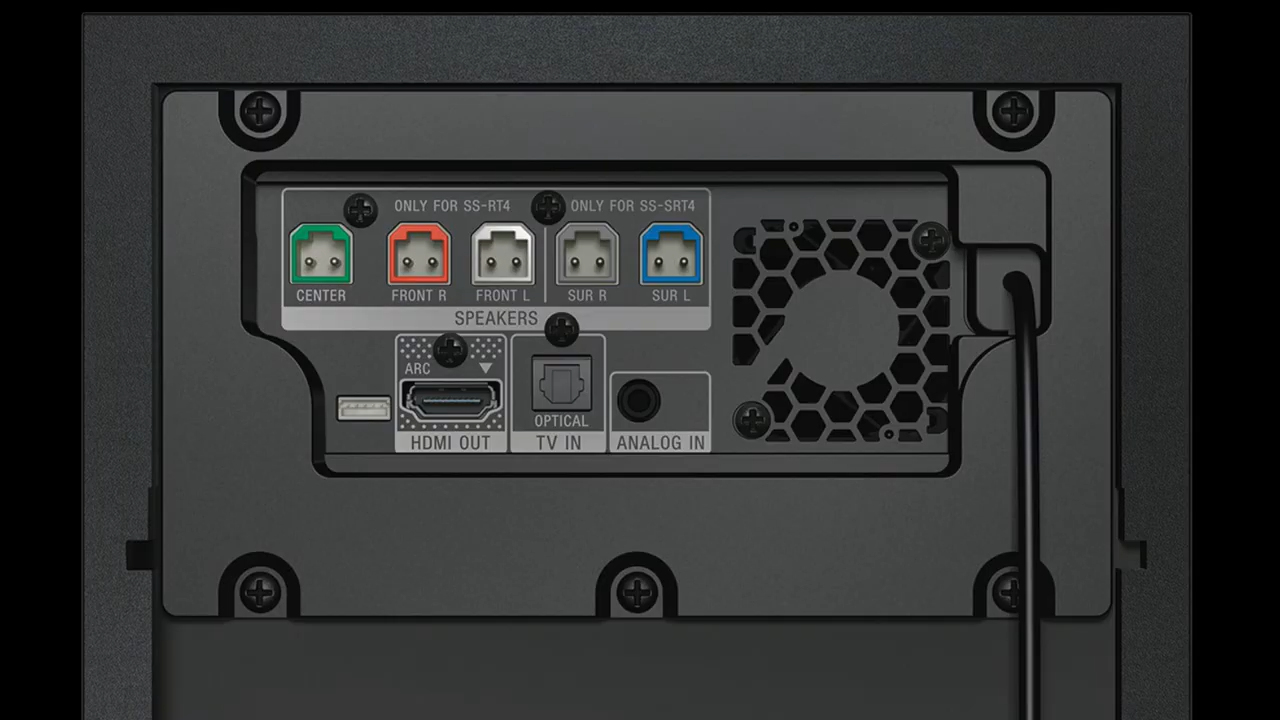 ONLY FOR SS-RT4
ONLY FOR SS-SRT4
CENTER
FRONT R
FRONT L
SUR R
SUR L
SPEAKERS
ARC
OPTICAL
HDMI OUT
TV IN
ANALOG IN